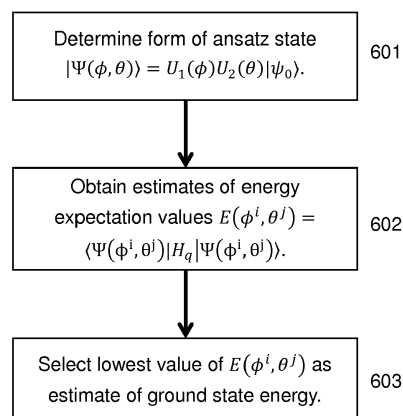 Determine form of ansatz state
|Ψ(ϕ, θ)⟩ = U₁(ϕ)U₂(θ)|ψ₀⟩.
601
Obtain estimates of energy
expectation values E(ϕⁱ, θʲ) =
⟨Ψ(ϕⁱ, θʲ)|H_q|Ψ(ϕⁱ, θʲ)⟩.
602
Select lowest value of E(ϕⁱ, θʲ) as
estimate of ground state energy.
603